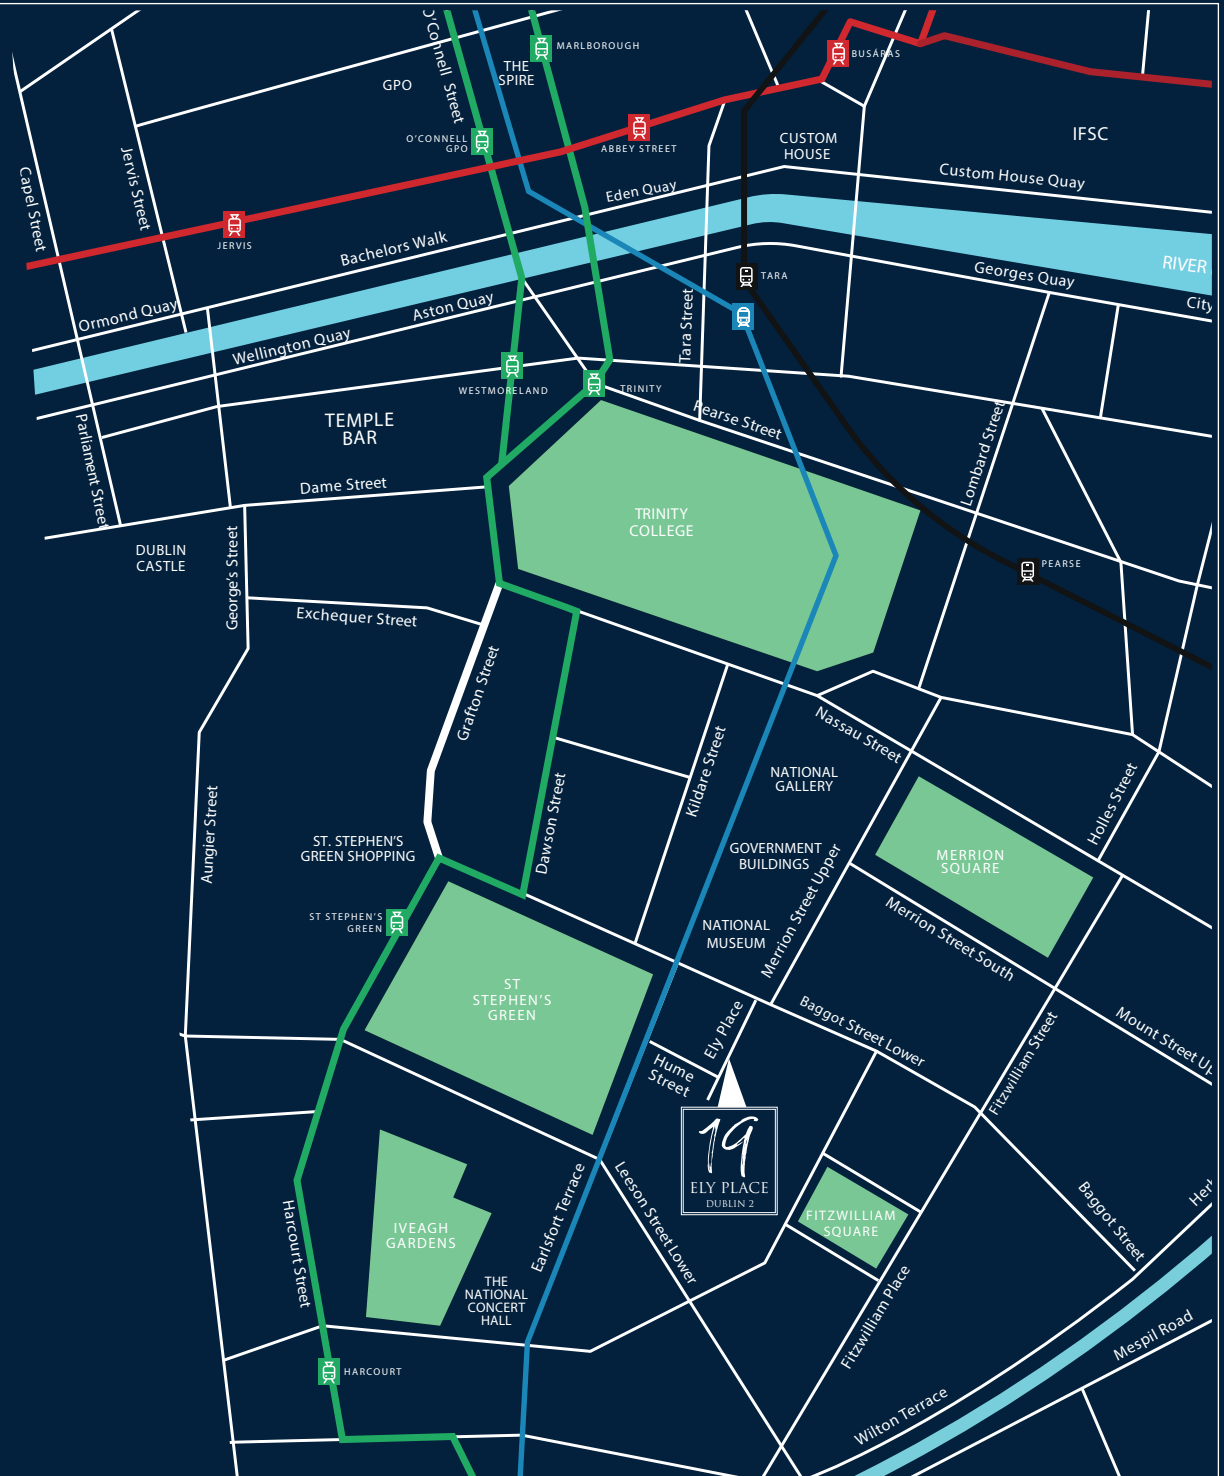 O'Connell Street
MARLBOROUGH
THE
SPIRE
GPO
BUSÁRAS
O'CONNELL
GPO
ABBEY STREET
CUSTOM
HOUSE
IFSC
Capel Street
Jervis Street
JERVIS
Eden Quay
Custom House Quay
Bachelors Walk
RIVER
TARA
Georges Quay
City
Ormond Quay
Aston Quay
Wellington Quay
Tara Street
WESTMORELAND
TRINITY
Pearse Street
TEMPLE
BAR
Parliament Street
Lombard Street
Dame Street
TRINITY
COLLEGE
DUBLIN
CASTLE
George's Street
PEARSE
Exchequer Street
Grafton Street
Nassau Street
Kildare Street
NATIONAL
GALLERY
Holles Street
Aungier Street
Dawson Street
ST. STEPHEN'S
GREEN SHOPPING
GOVERNMENT
BUILDINGS
MERRION
SQUARE
Merrion Street Upper
ST STEPHEN'S
GREEN
NATIONAL
MUSEUM
Merrion Street South
ST
STEPHEN'S
GREEN
Ely Place
Baggot Street Lower
Mount Street Up
Fitzwilliam Street
Hume
Street
19
ELY PLACE
DUBLIN 2
Leeson Street Lower
Earlsfort Terrace
Harcourt Street
IVEAGH
GARDENS
FITZWILLIAM
SQUARE
Baggot Street
Her
THE
NATIONAL
CONCERT
HALL
Fitzwilliam Place
HARCOURT
Mespil Road
Wilton Terrace